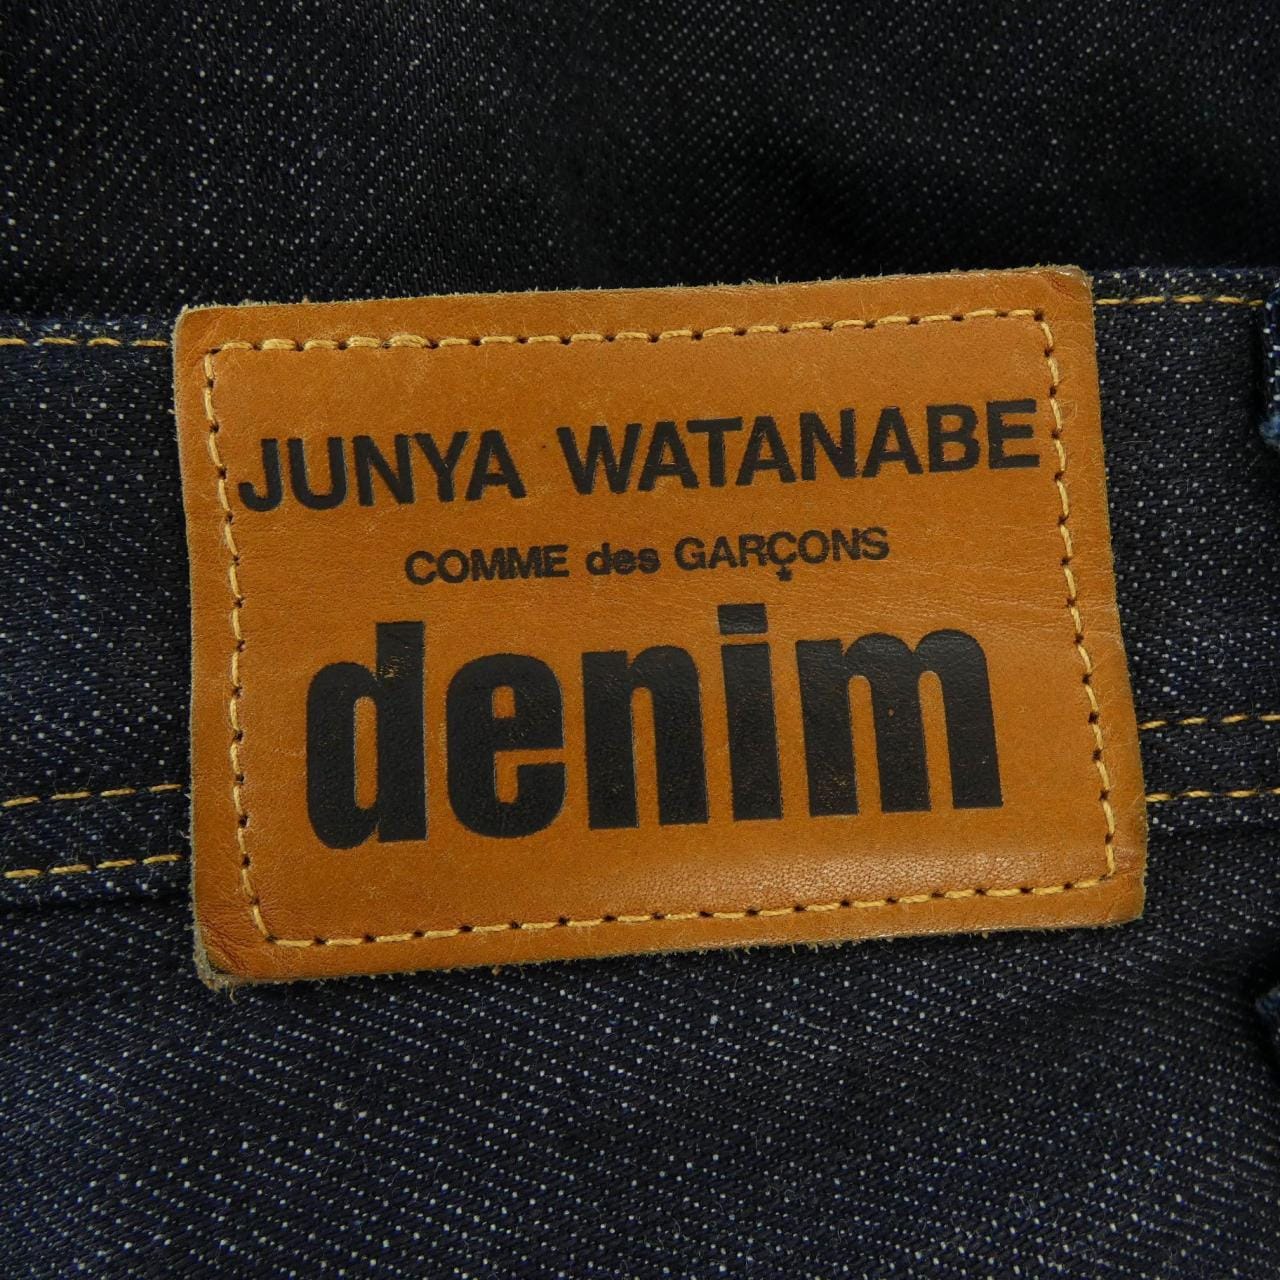 JUNYA WATANABE
COMME des GARÇONS
denim